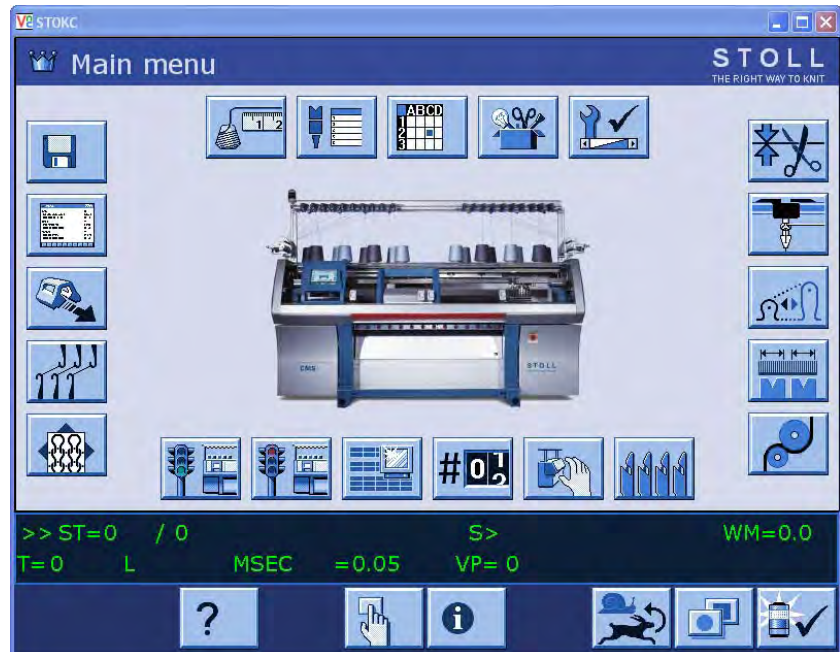 STOKC
Main menu
STOLL
THE RIGHT WAY TO KNIT
1 2
ABCD
1
2
3
CMS
STOLL
#
>> ST=0 / 0 S> WM=0.0
T=0 L MSEC =0.05 VP= 0
?
i